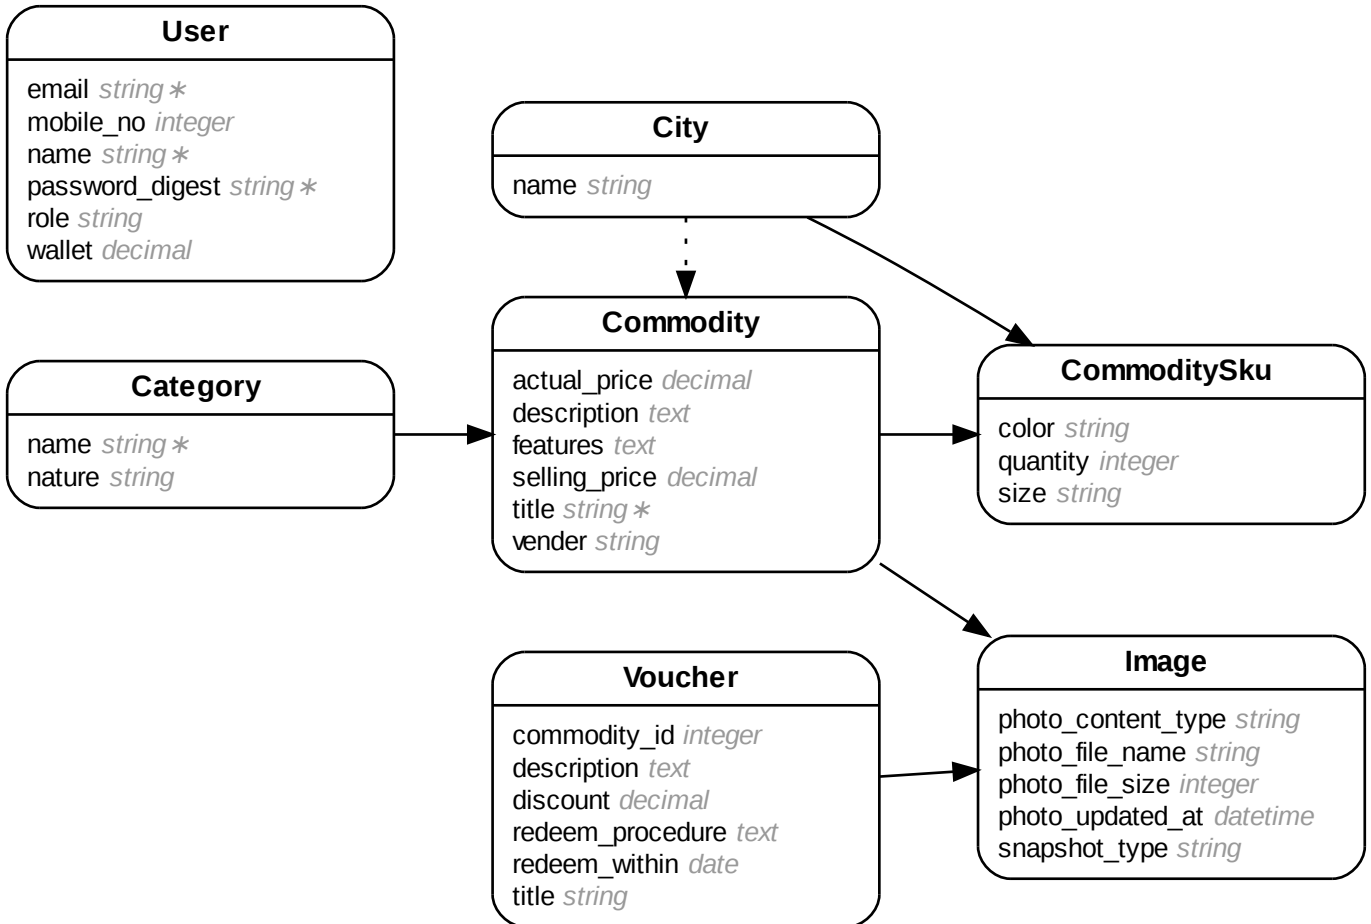 User
email string∗
mobile_no integer
name string∗
password_digest string∗
role string
wallet decimal
City
name string
Category
name string∗
nature string
Commodity
actual_price decimal
description text
features text
selling_price decimal
title string∗
vender string
CommoditySku
color string
quantity integer
size string
Voucher
commodity_id integer
description text
discount decimal
redeem_procedure text
redeem_within date
title string
Image
photo_content_type string
photo_file_name string
photo_file_size integer
photo_updated_at datetime
snapshot_type string